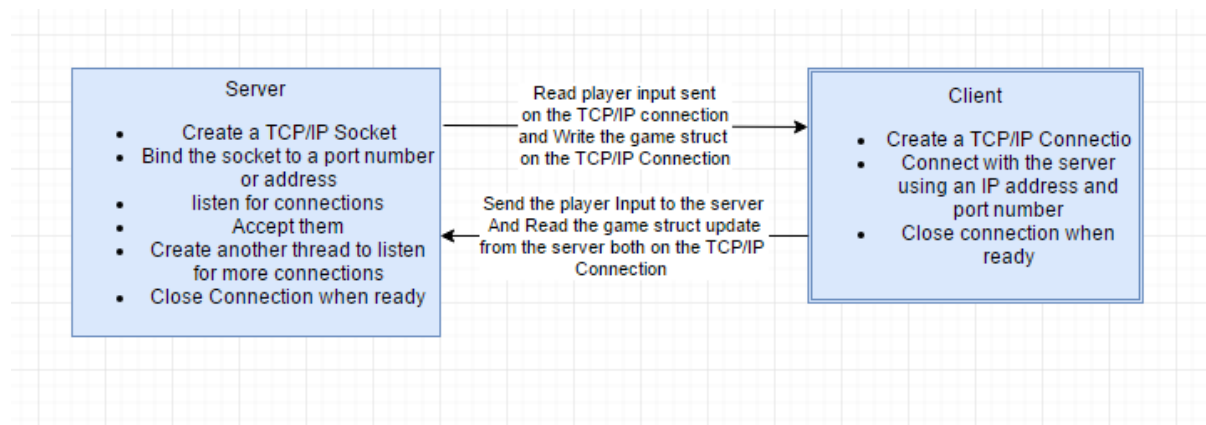 Server
• Create a TCP/IP Socket
• Bind the socket to a port number
or address
• listen for connections
• Accept them
• Create another thread to listen
for more connections
• Close Connection when ready
Read player input sent
on the TCP/IP connection
and Write the game struct
on the TCP/IP Connection
Send the player Input to the server
And Read the game struct update
from the server both on the TCP/IP
Connection
Client
• Create a TCP/IP Connectio
• Connect with the server
using an IP address and
port number
• Close connection when
ready